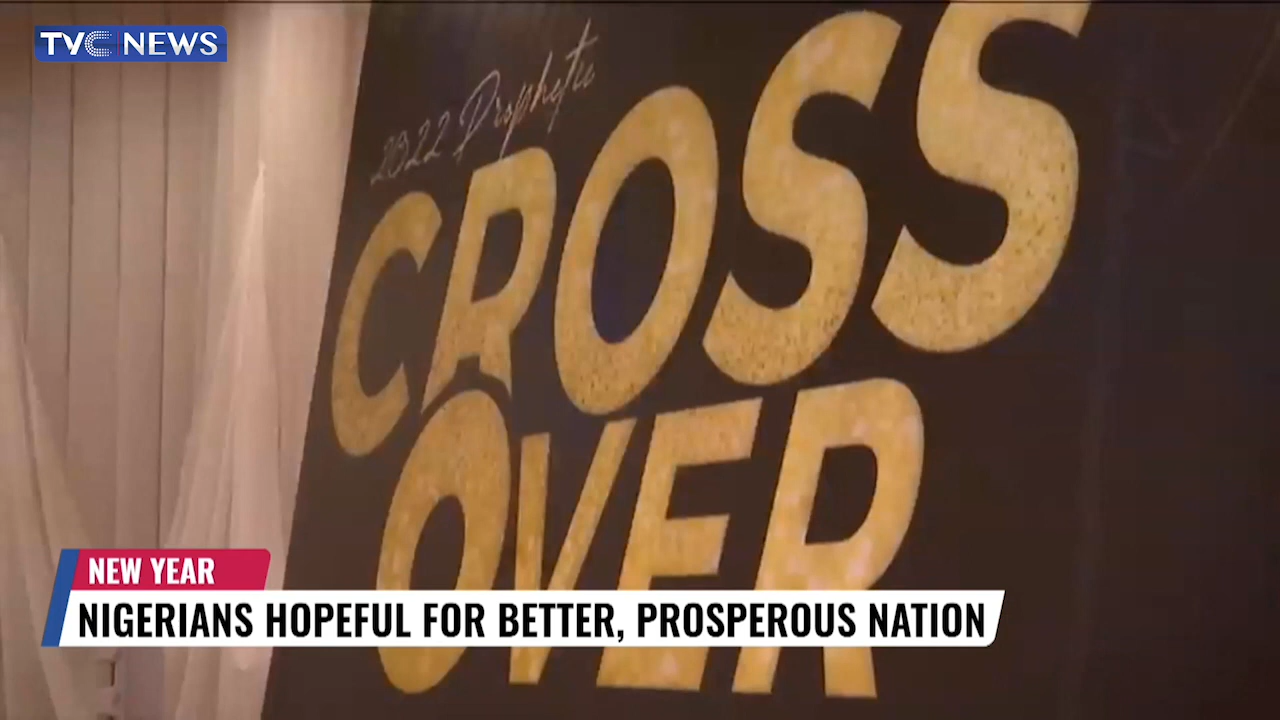 TVC NEWS
2022 Prophetic
CROSS
OVER
NEW YEAR
NIGERIANS HOPEFUL FOR BETTER, PROSPEROUS NATION